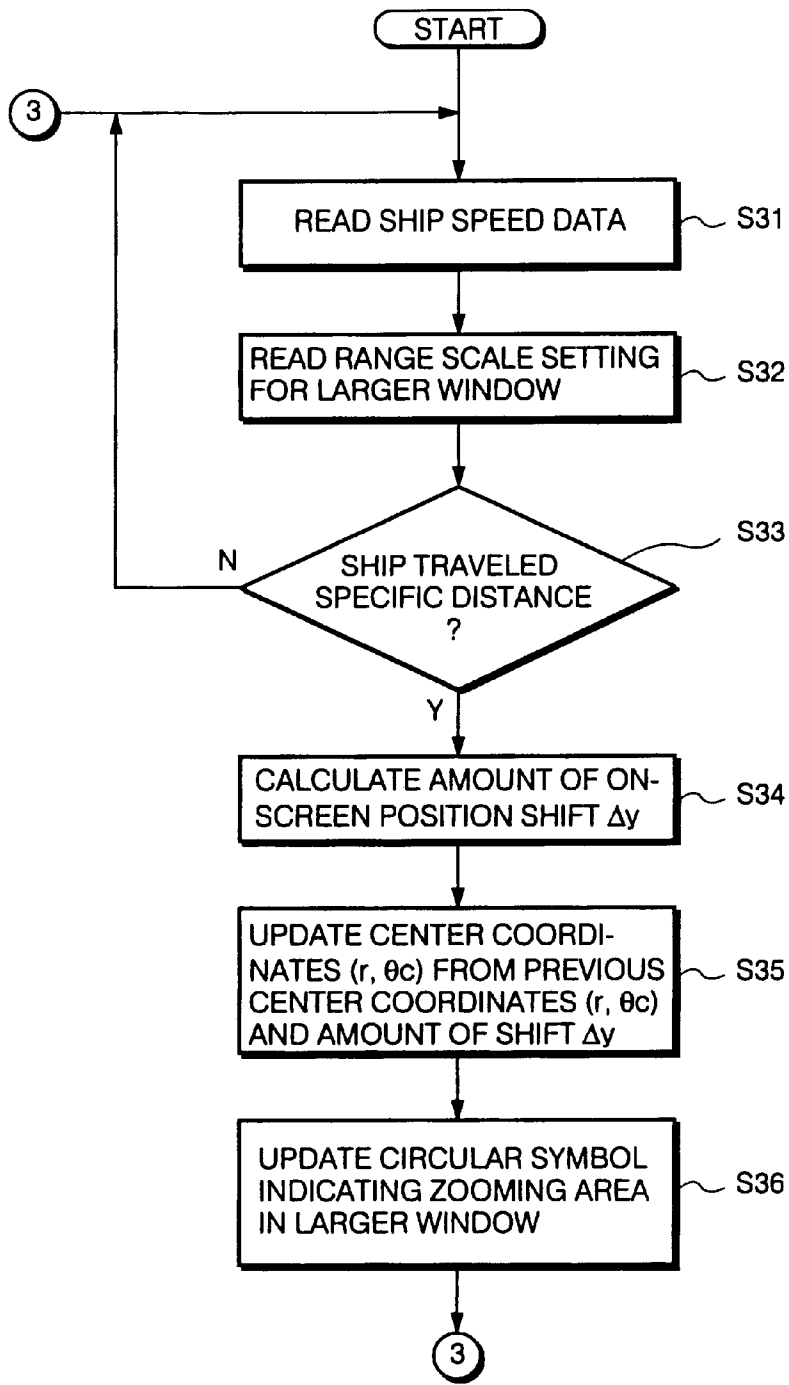 START
3
READ SHIP SPEED DATA
S31
READ RANGE SCALE SETTING
FOR LARGER WINDOW
S32
S33
N
SHIP TRAVELED
SPECIFIC DISTANCE
?
Y
CALCULATE AMOUNT OF ON-
SCREEN POSITION SHIFT Δy
S34
UPDATE CENTER COORDI-
NATES (r, θc) FROM PREVIOUS
CENTER COORDINATES (r, θc)
AND AMOUNT OF SHIFT Δy
S35
UPDATE CIRCULAR SYMBOL
INDICATING ZOOMING AREA
IN LARGER WINDOW
S36
3